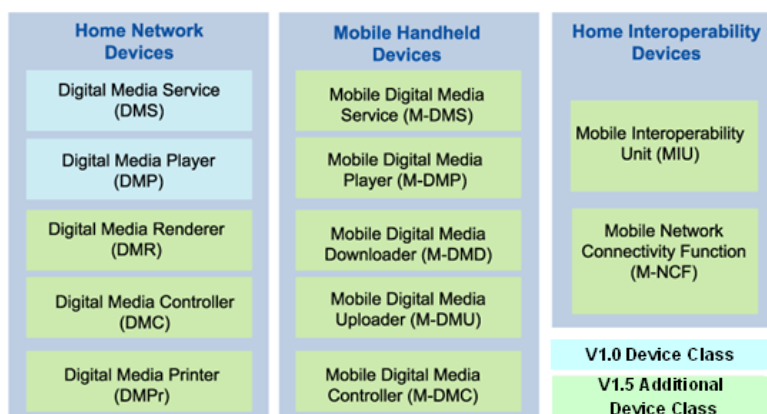 Home Network
Devices
Digital Media Service
(DMS)
Digital Media Player
(DMP)
Digital Media Renderer
(DMR)
Digital Media Controller
(DMC)
Digital Media Printer
(DMPr)
Mobile Handheld
Devices
Mobile Digital Media
Service (M-DMS)
Mobile Digital Media
Player (M-DMP)
Mobile Digital Media
Downloader (M-DMD)
Mobile Digital Media
Uploader (M-DMU)
Mobile Digital Media
Controller (M-DMC)
Home Interoperability
Devices
Mobile Interoperability
Unit (MIU)
Mobile Network
Connectivity Function
(M-NCF)
V1.0 Device Class
V1.5 Additional
Device Class